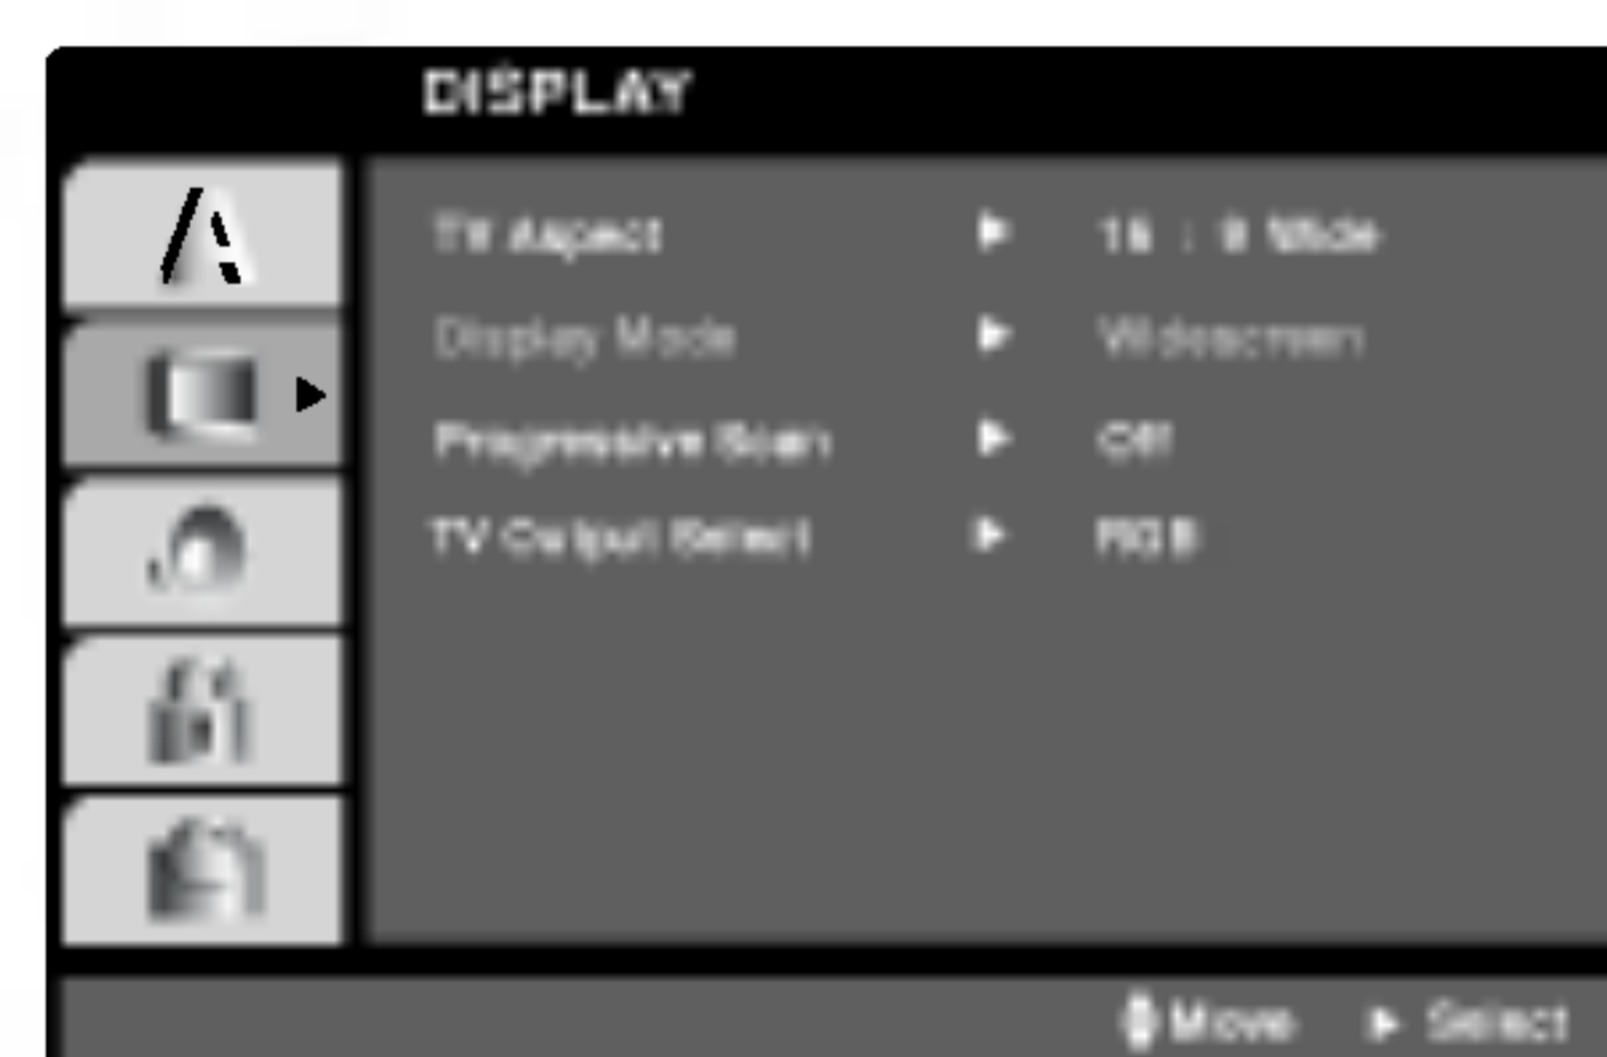 DISPLAY
TV Aspect ▶ 16 : 9 Wide
Display Mode ▶ Widescreen
Progressive Scan ▶ Off
TV Output Select ▶ RGB
Move ▶ Select